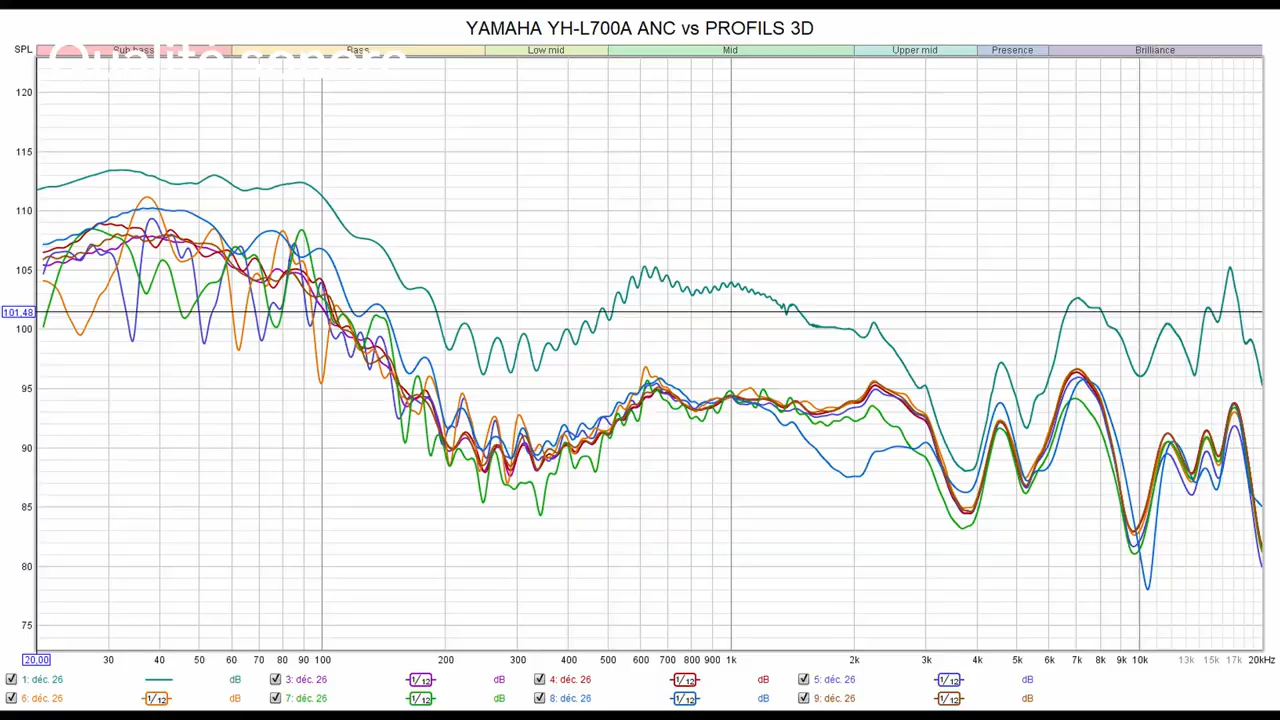 YAMAHA YH-L700A ANC vs PROFILS 3D
SPL Sub bass Bass Low mid Mid Upper mid Presence Brilliance
Qualité sonore
120
115
110
105
101,48
100
95
90
85
80
75
20,00 30 40 50 60 70 80 90 100 200 300 400 500 600 700 800 900 1k 2k 3k 4k 5k 6k 7k 8k 9k 10k 13k 15k 17k 20kHz
1: déc. 26 dB 3: déc. 26 1/12 dB 4: déc. 26 1/12 dB 5: déc. 26 1/12 dB
6: déc. 26 1/12 dB 7: déc. 26 1/12 dB 8: déc. 26 1/12 dB 9: déc. 26 1/12 dB